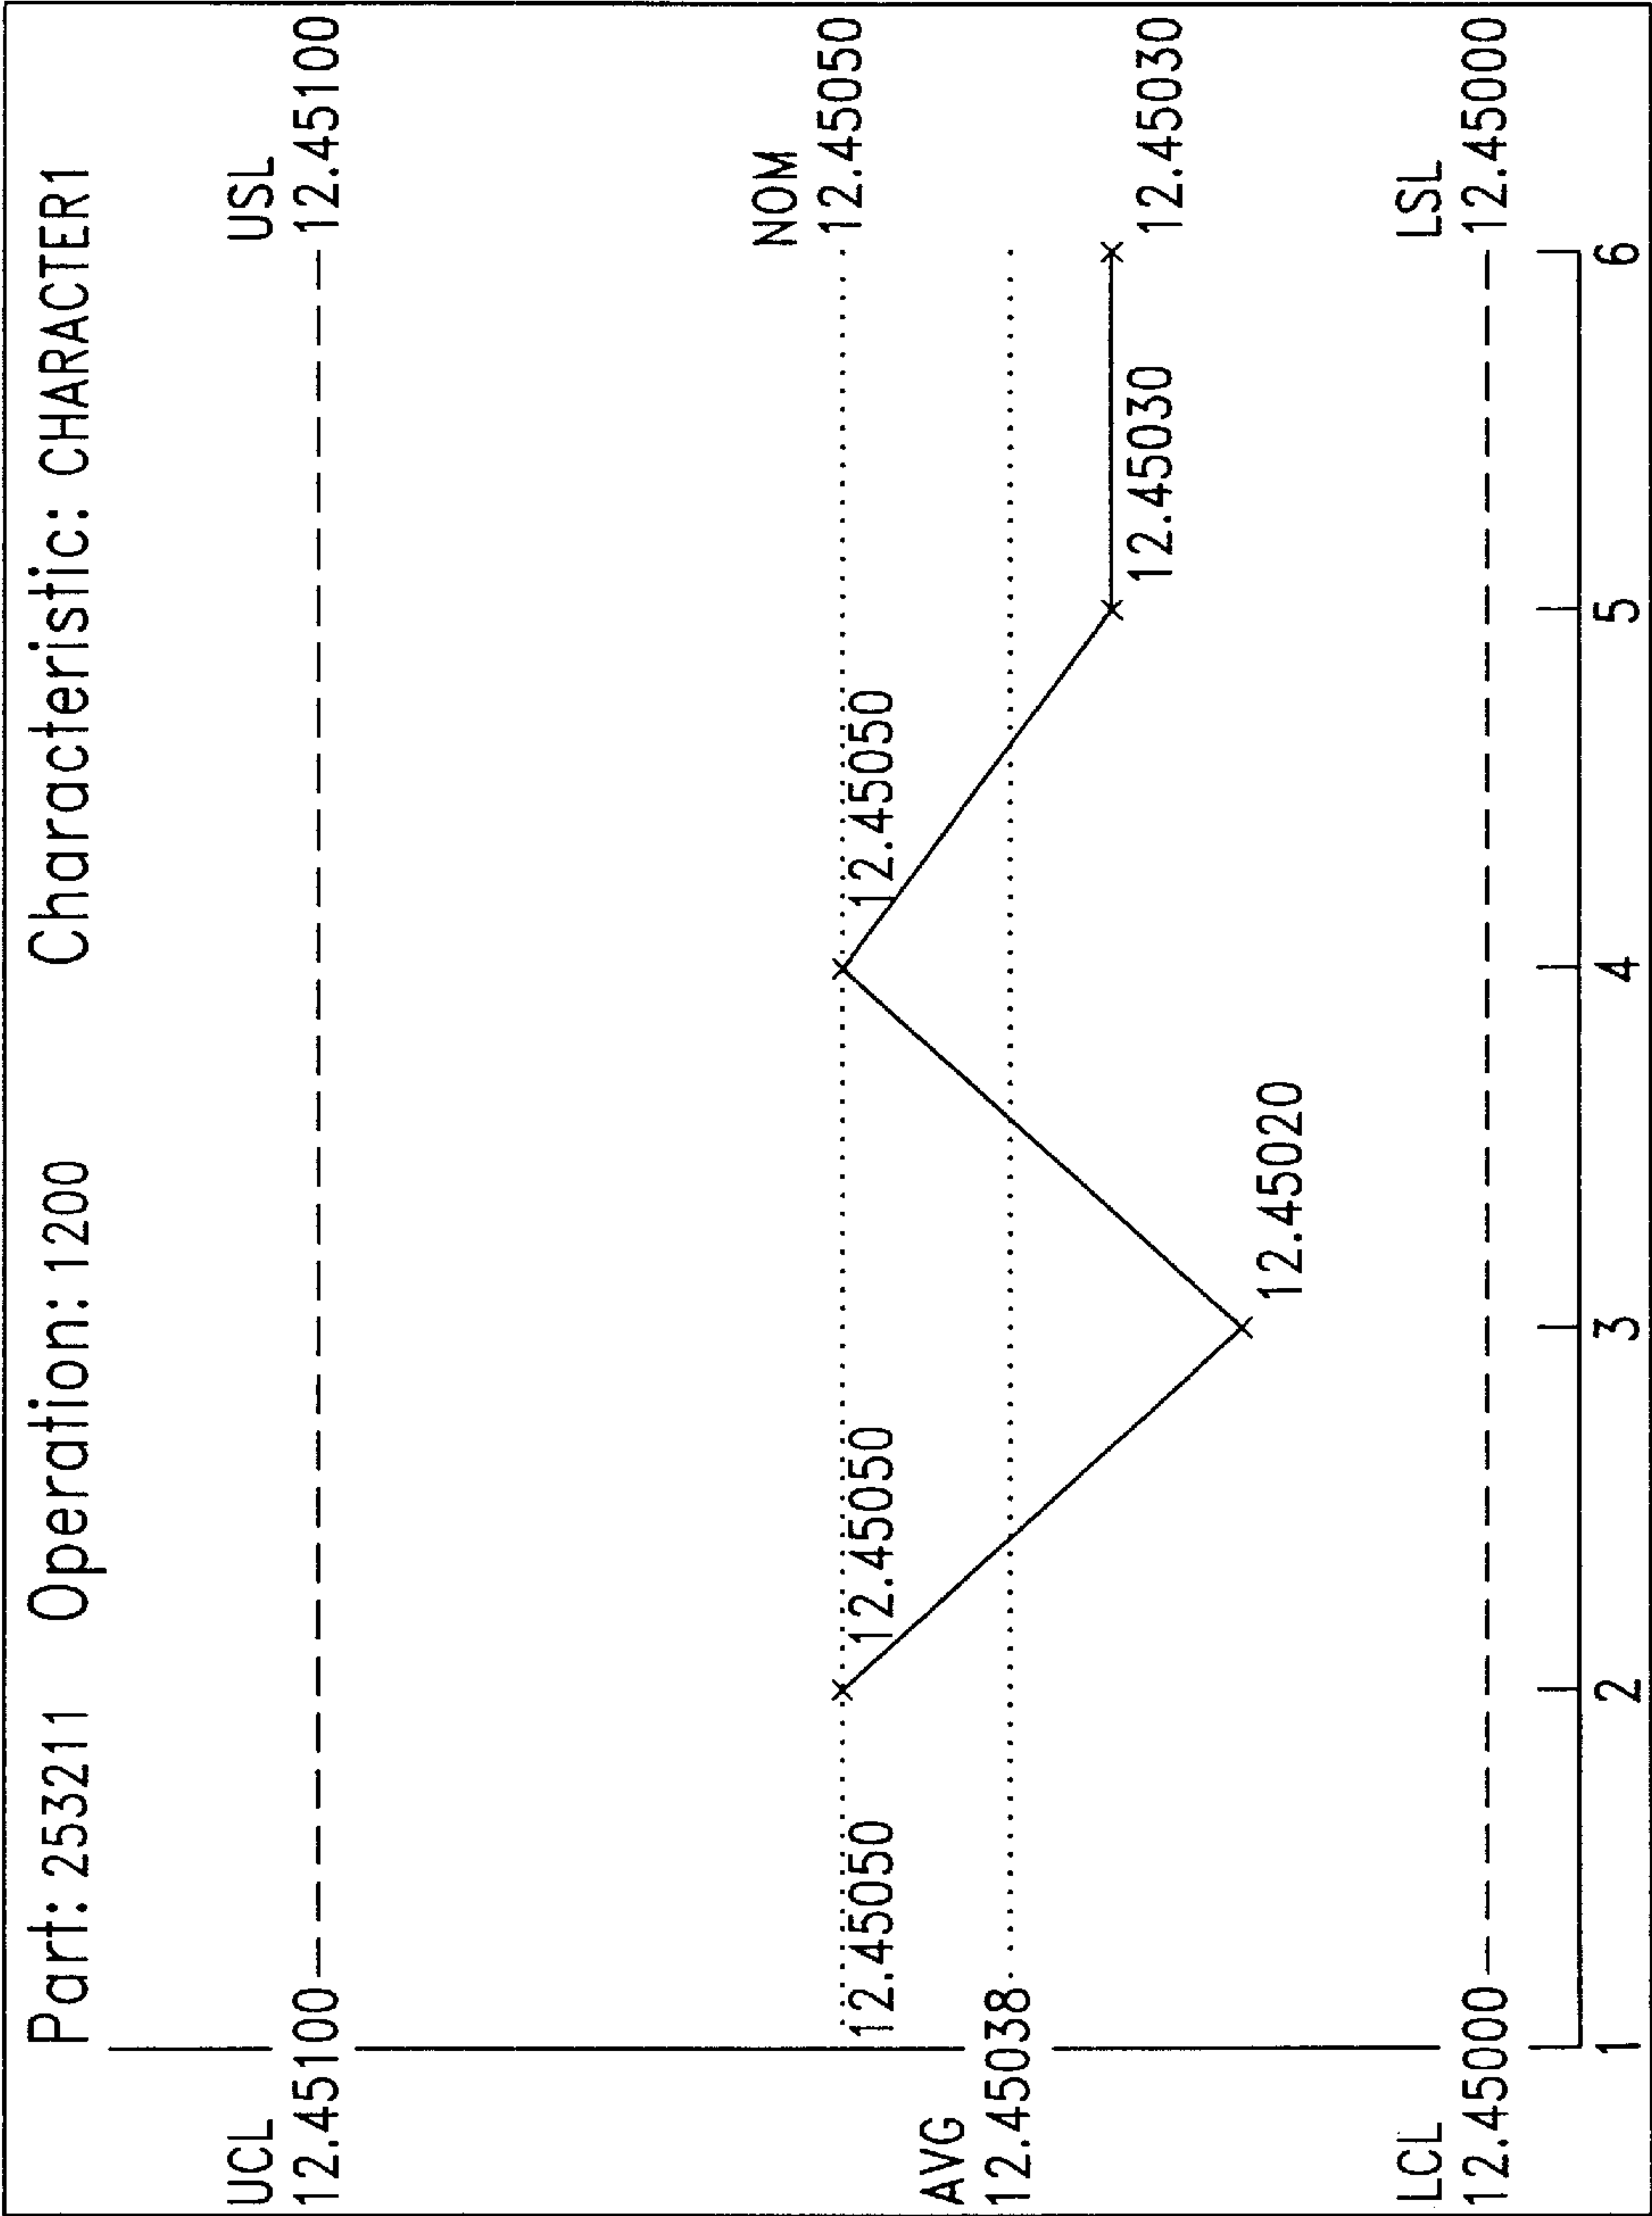 Part: 253211 Operation: 1200 Characteristic: CHARACTER1
UCL USL
12.45100 12.45100
NOM
12.45050 12.45050 12.45050 12.45050
AVG
12.45038
12.45030 12.45030
12.45020
LCL LSL
12.45000 12.45000
1 2 3 4 5 6